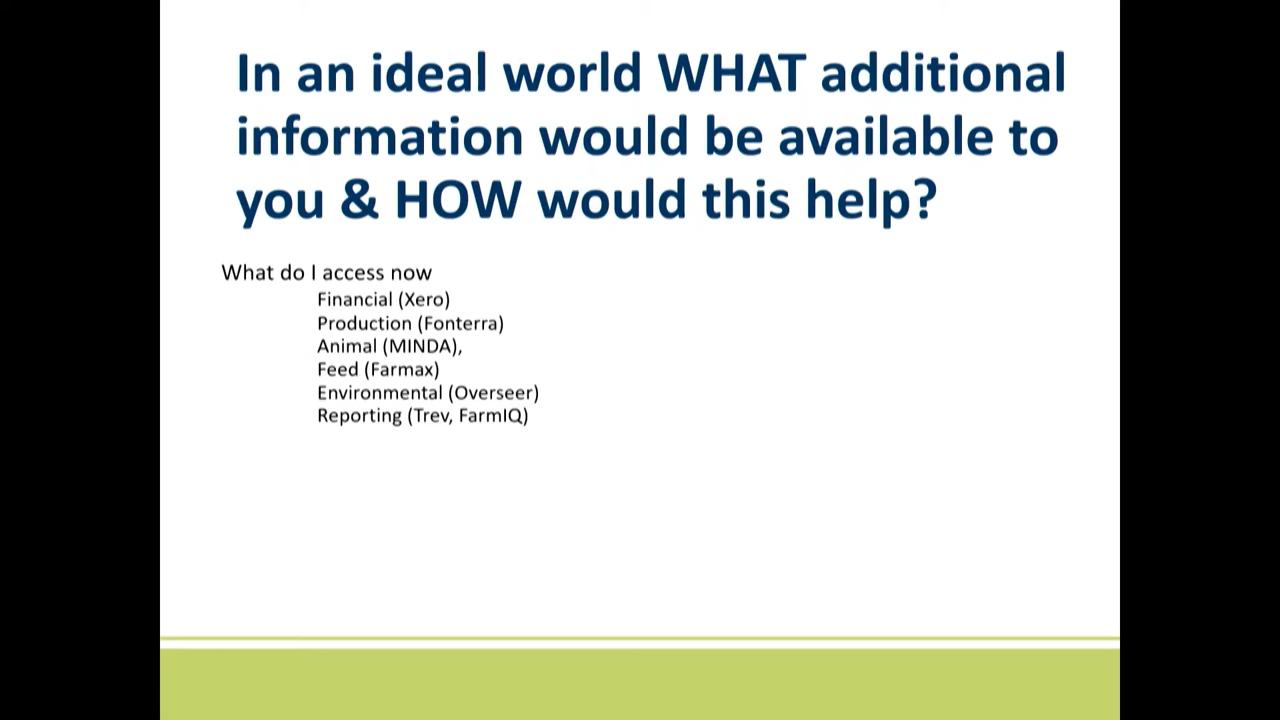 In an ideal world WHAT additional
information would be available to
you & HOW would this help?
What do I access now
Financial (Xero)
Production (Fonterra)
Animal (MINDA),
Feed (Farmax)
Environmental (Overseer)
Reporting (Trev, FarmIQ)